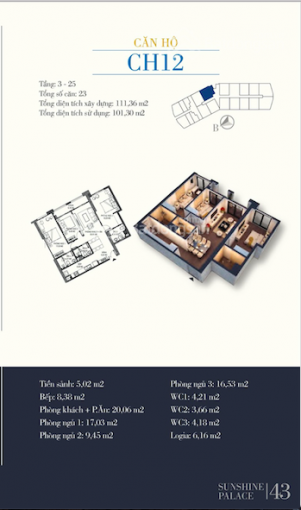 CĂN HỘ
CH12
Tầng: 3 - 25
Tổng số căn: 23
Tổng diện tích xây dựng: 111,36 m2
Tổng diện tích sử dụng: 101,30 m2
B
Tiền sảnh: 5,02 m2
Bếp: 8,38 m2
Phòng khách + P.Ăn: 20,06 m2
Phòng ngủ 1: 17,03 m2
Phòng ngủ 2: 9,45 m2
Phòng ngủ 3: 16,53 m2
WC1: 4,21 m2
WC2: 3,66 m2
WC3: 4,18 m2
Logia: 6,16 m2
SUNSHINE
PALACE
43